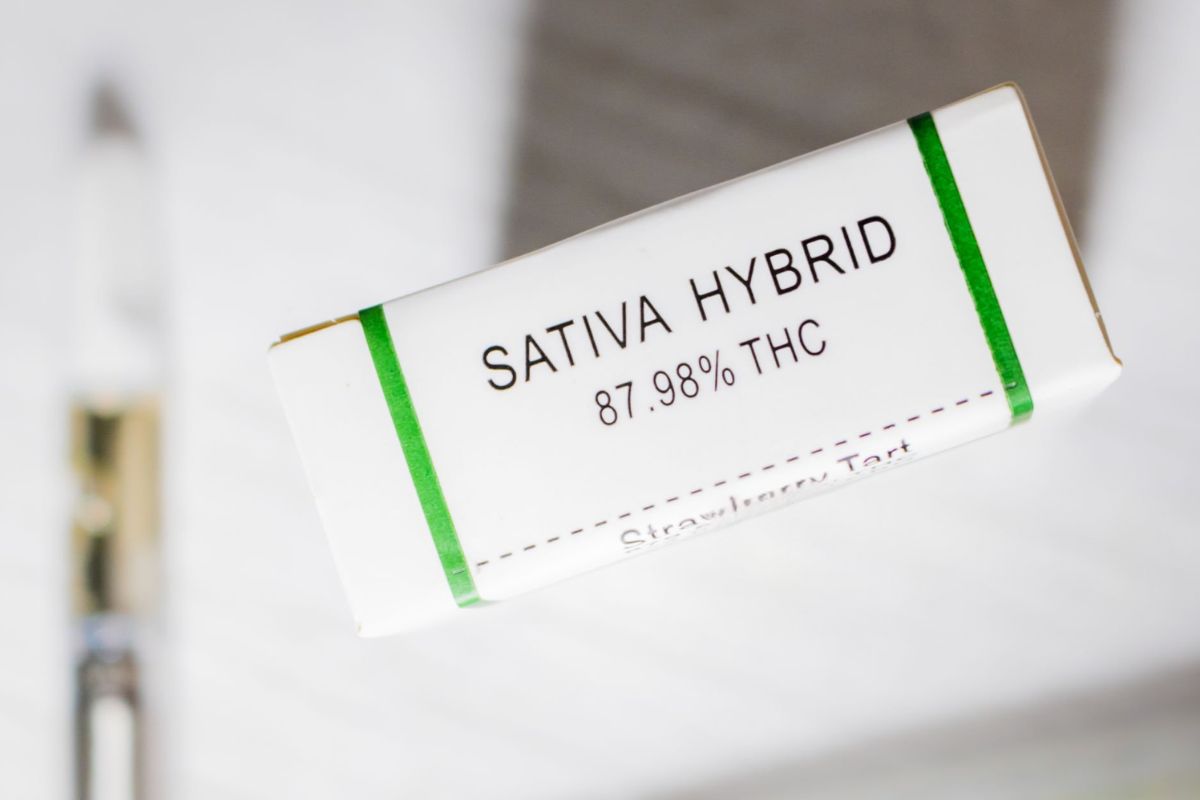 SATIVA HYBRID
87.98% THC
Strawberry Tart